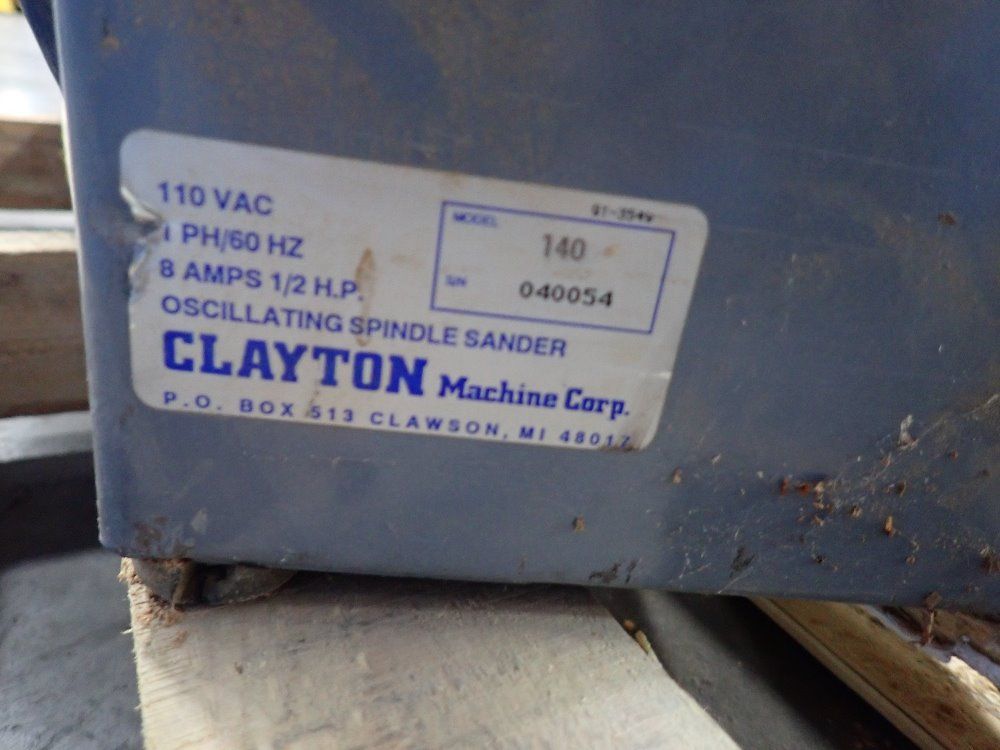 110 VAC
1 PH/60 HZ
8 AMPS 1/2 H.P.
OSCILLATING SPINDLE SANDER
CLAYTON Machine Corp.
P.O. BOX 513 CLAWSON, MI 48017
MODEL
140
S/N
040054